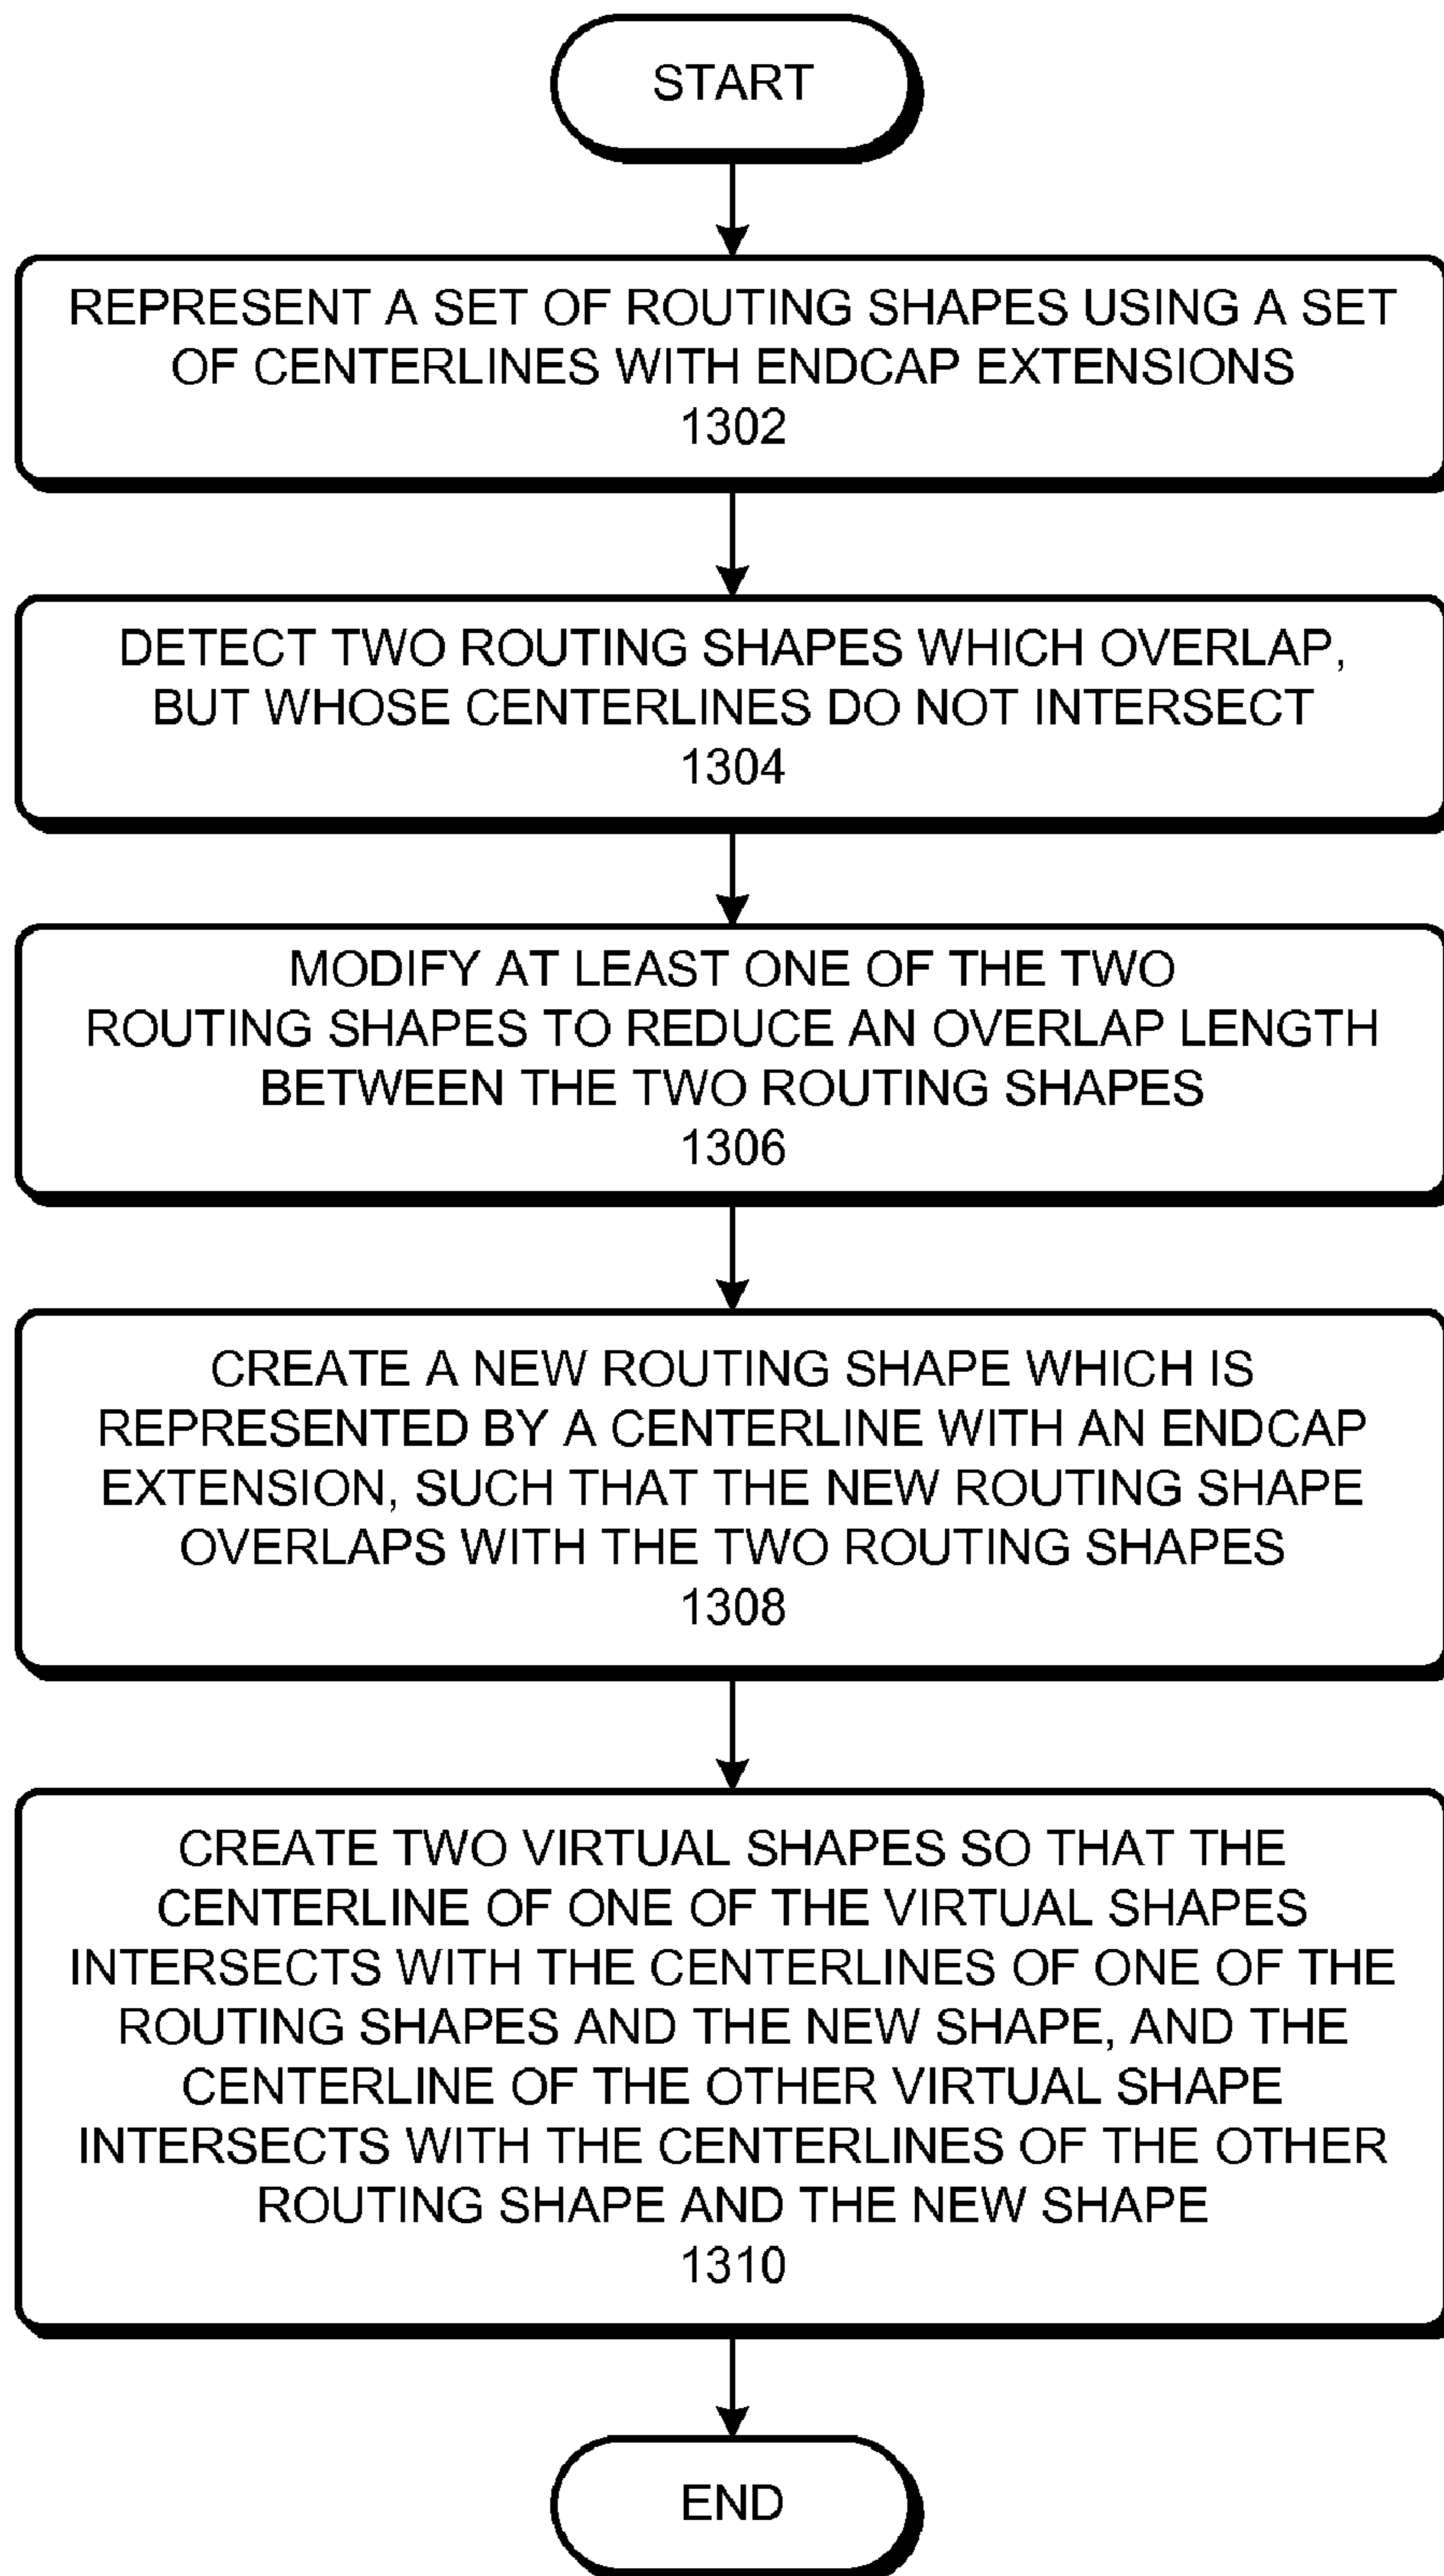 START
REPRESENT A SET OF ROUTING SHAPES USING A SET
OF CENTERLINES WITH ENDCAP EXTENSIONS
1302
DETECT TWO ROUTING SHAPES WHICH OVERLAP,
BUT WHOSE CENTERLINES DO NOT INTERSECT
1304
MODIFY AT LEAST ONE OF THE TWO
ROUTING SHAPES TO REDUCE AN OVERLAP LENGTH
BETWEEN THE TWO ROUTING SHAPES
1306
CREATE A NEW ROUTING SHAPE WHICH IS
REPRESENTED BY A CENTERLINE WITH AN ENDCAP
EXTENSION, SUCH THAT THE NEW ROUTING SHAPE
OVERLAPS WITH THE TWO ROUTING SHAPES
1308
CREATE TWO VIRTUAL SHAPES SO THAT THE
CENTERLINE OF ONE OF THE VIRTUAL SHAPES
INTERSECTS WITH THE CENTERLINES OF ONE OF THE
ROUTING SHAPES AND THE NEW SHAPE, AND THE
CENTERLINE OF THE OTHER VIRTUAL SHAPE
INTERSECTS WITH THE CENTERLINES OF THE OTHER
ROUTING SHAPE AND THE NEW SHAPE
1310
END